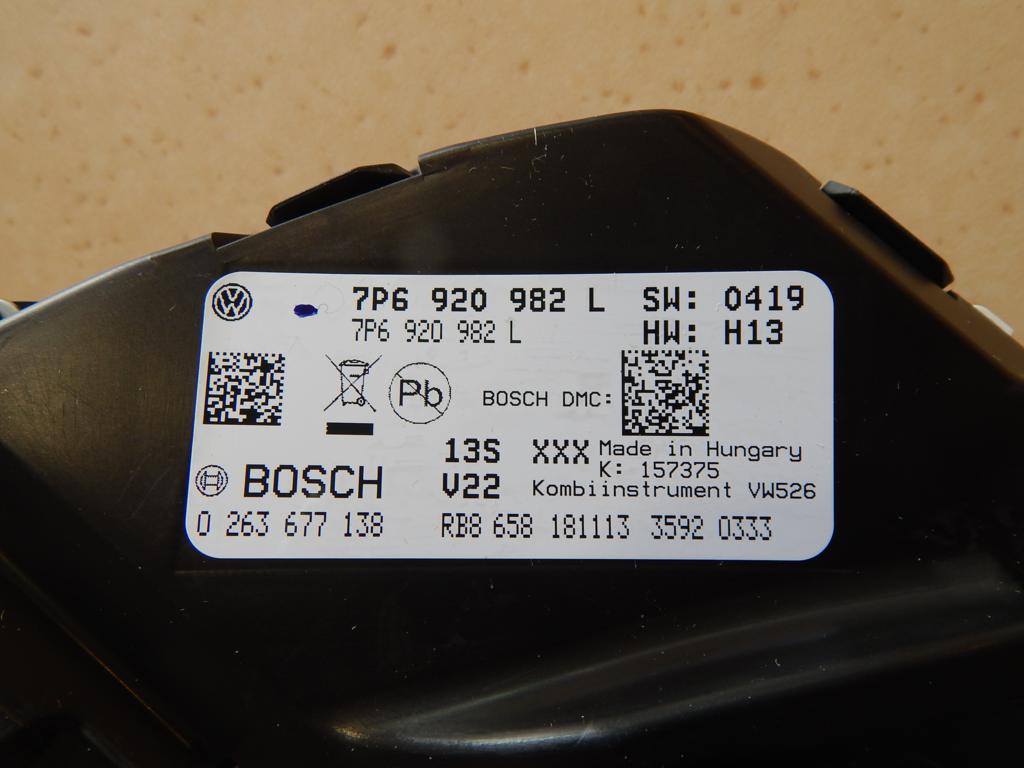 7P6 920 982 L SW: 0419
7P6 920 982 L HW: H13
Pb BOSCH DMC:
13S XXX Made in Hungary
K: 157375
BOSCH V22 Kombiinstrument VW526
0 263 677 138 RB8 658 181113 3592 0333